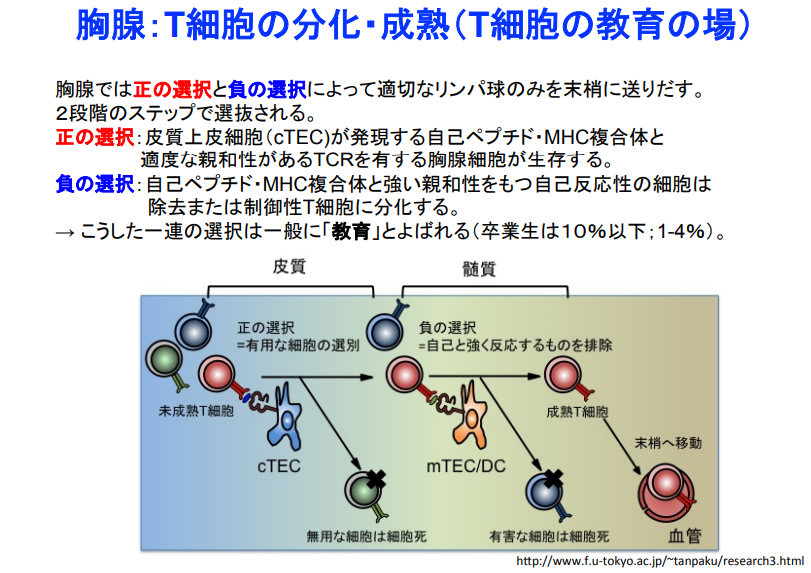 胸腺：T細胞の分化・成熟（T細胞の教育の場）
胸腺では正の選択と負の選択によって適切なリンパ球のみを末梢に送りだす。
２段階のステップで選抜される。
正の選択：皮質上皮細胞（cTEC)が発現する自己ペプチド・MHC複合体と
適度な親和性があるTCRを有する胸腺細胞が生存する。
負の選択：自己ペプチド・MHC複合体と強い親和性をもつ自己反応性の細胞は
除去または制御性T細胞に分化する。
→ こうした一連の選択は一般に「教育」とよばれる（卒業生は１０％以下；1-4%）。
皮質
髄質
正の選択
=有用な細胞の選別
負の選択
=自己と強く反応するものを排除
未成熟T細胞
cTEC
mTEC/DC
成熟T細胞
末梢へ移動
無用な細胞は細胞死
有害な細胞は細胞死
血管
http://www.f.u-tokyo.ac.jp/~tanpaku/research3.html